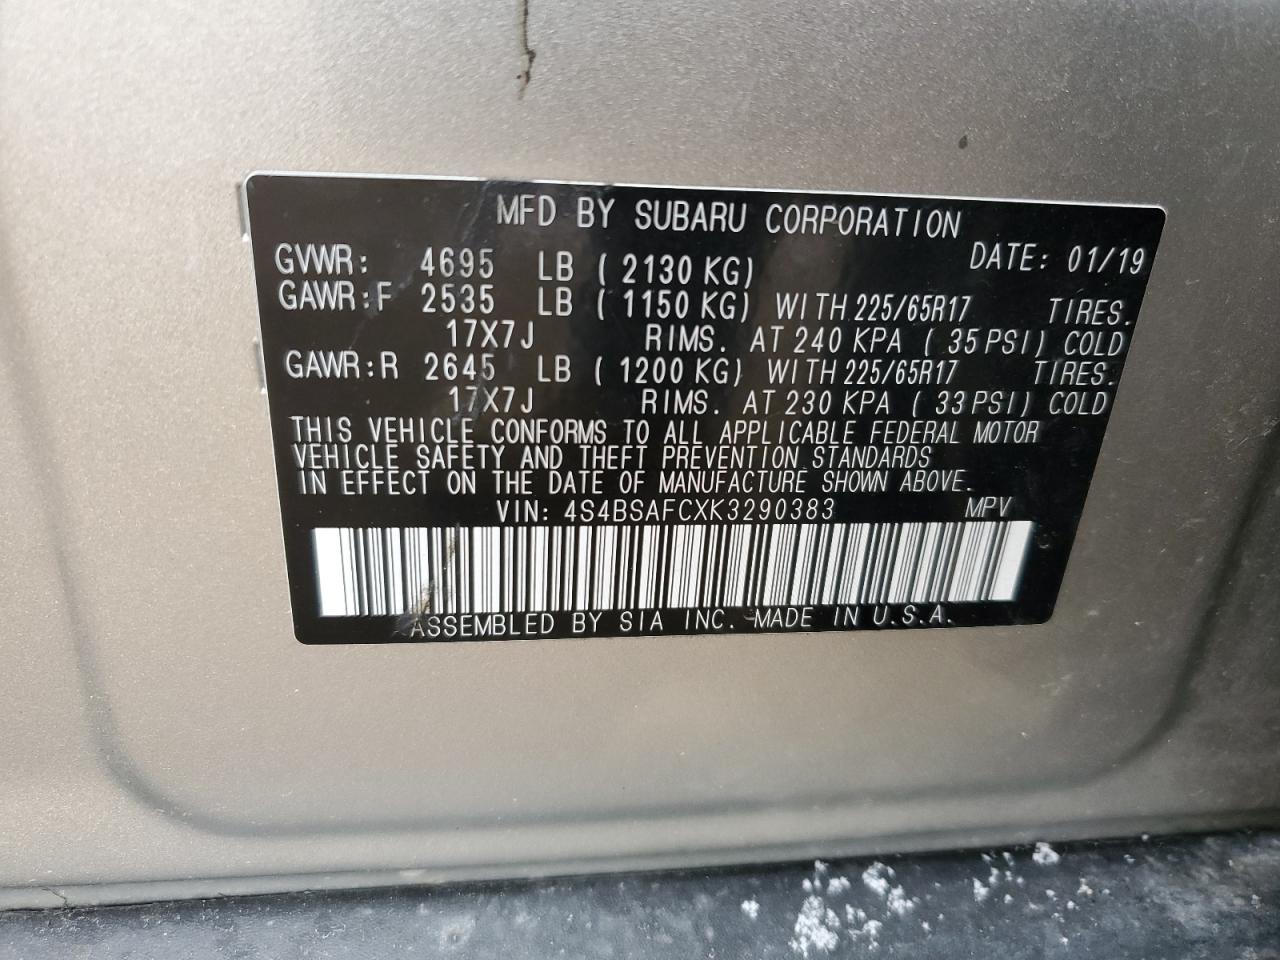 MFD BY SUBARU CORPORATION
GVWR: 4695 LB (2130 KG) DATE: 01/19
GAWR:F 2535 LB (1150 KG) WITH 225/65R17 TIRES.
17X7J RIMS. AT 240 KPA (35 PSI) COLD
GAWR:R 2645 LB (1200 KG) WITH 225/65R17 TIRES.
17X7J RIMS. AT 230 KPA (33 PSI) COLD
THIS VEHICLE CONFORMS TO ALL APPLICABLE FEDERAL MOTOR
VEHICLE SAFETY AND THEFT PREVENTION STANDARDS
IN EFFECT ON THE DATE OF MANUFACTURE SHOWN ABOVE.
VIN: 4S4BSAFCXK3290383 MPV
ASSEMBLED BY SIA INC. MADE IN U.S.A.